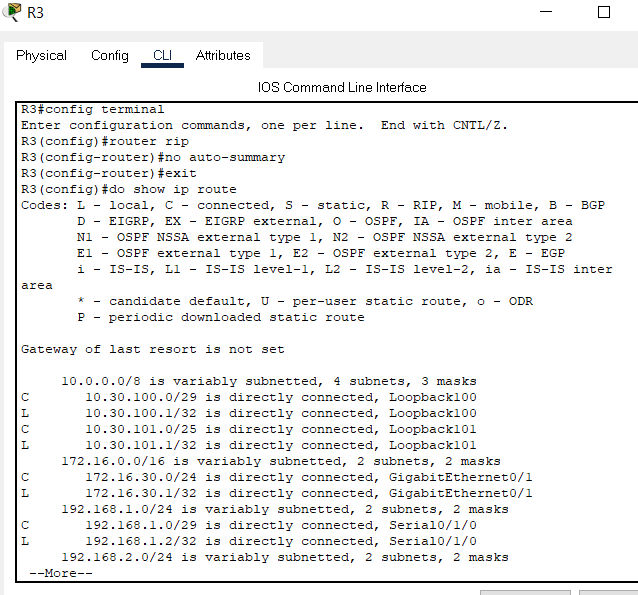 R3
Physical Config CLI Attributes
IOS Command Line Interface
R3#config terminal
Enter configuration commands, one per line.  End with CNTL/Z.
R3(config)#router rip
R3(config-router)#no auto-summary
R3(config-router)#exit
R3(config)#do show ip route
Codes: L - local, C - connected, S - static, R - RIP, M - mobile, B - BGP
       D - EIGRP, EX - EIGRP external, O - OSPF, IA - OSPF inter area
       N1 - OSPF NSSA external type 1, N2 - OSPF NSSA external type 2
       E1 - OSPF external type 1, E2 - OSPF external type 2, E - EGP
       i - IS-IS, L1 - IS-IS level-1, L2 - IS-IS level-2, ia - IS-IS inter
area
       * - candidate default, U - per-user static route, o - ODR
       P - periodic downloaded static route

Gateway of last resort is not set

     10.0.0.0/8 is variably subnetted, 4 subnets, 3 masks
C       10.30.100.0/29 is directly connected, Loopback100
L       10.30.100.1/32 is directly connected, Loopback100
C       10.30.101.0/25 is directly connected, Loopback101
L       10.30.101.1/32 is directly connected, Loopback101
     172.16.0.0/16 is variably subnetted, 2 subnets, 2 masks
C       172.16.30.0/24 is directly connected, GigabitEthernet0/1
L       172.16.30.1/32 is directly connected, GigabitEthernet0/1
     192.168.1.0/24 is variably subnetted, 2 subnets, 2 masks
C       192.168.1.0/29 is directly connected, Serial0/1/0
L       192.168.1.2/32 is directly connected, Serial0/1/0
     192.168.2.0/24 is variably subnetted, 2 subnets, 2 masks
 --More--